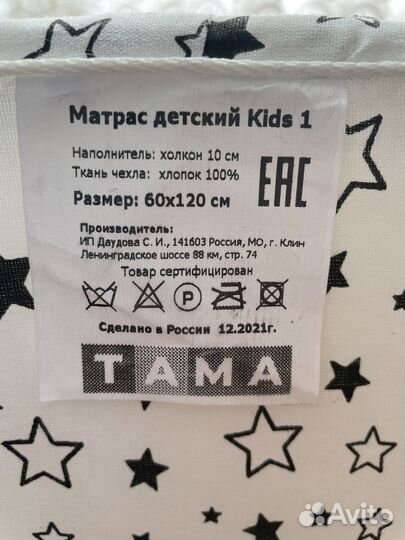 Матрас детский Kids 1
Наполнитель: холкон 10 см
Ткань чехла: хлопок 100%
EAC
Размер: 60х120 см
Производитель:
ИП Даудова С. И., 141603 Россия, МО, г. Клин
Ленинградское шоссе 88 км, стр. 74
Товар сертифицирован
P
Сделано в России 12.2021г.
ТАМА
Avito